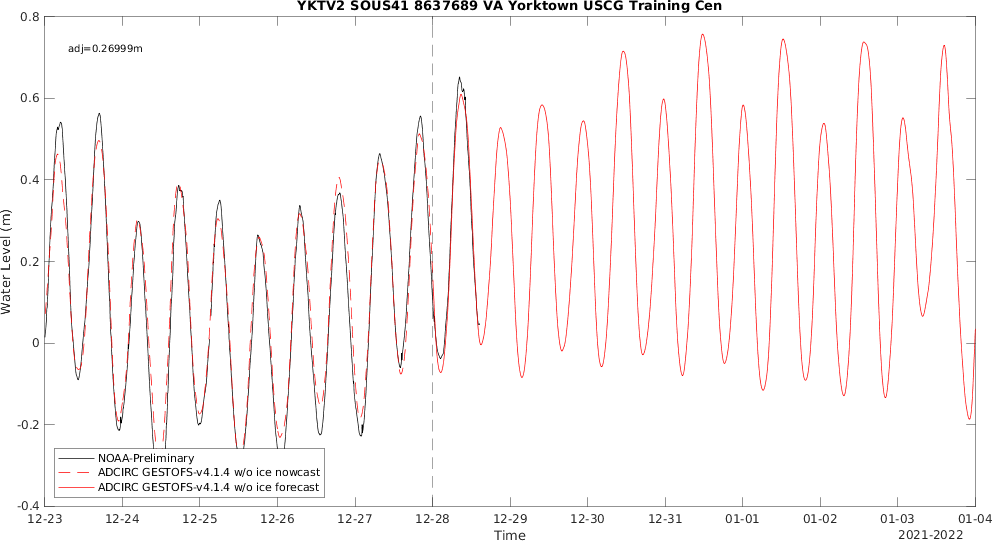 YKTV2 SOUS41 8637689 VA Yorktown USCG Training Cen
adj=0.26999m
0.8
0.6
0.4
0.2
0
-0.2
-0.4
Water Level (m)
NOAA-Preliminary
ADCIRC GESTOFS-v4.1.4 w/o ice nowcast
ADCIRC GESTOFS-v4.1.4 w/o ice forecast
12-23 12-24 12-25 12-26 12-27 12-28 12-29 12-30 12-31 01-01 01-02 01-03 01-04
Time
2021-2022